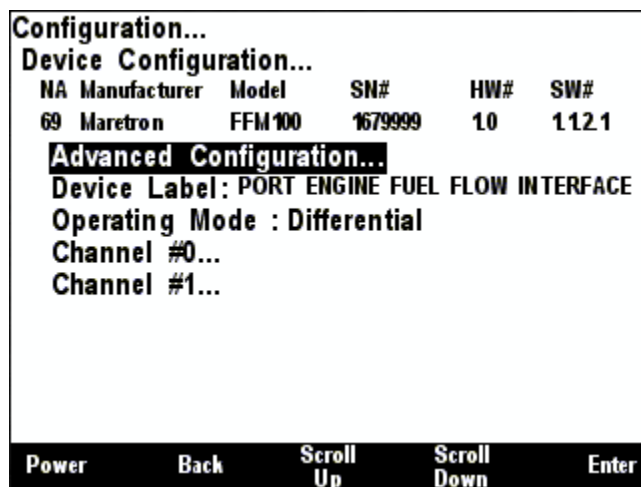 Configuration...
Device Configuration...
NA Manufacturer Model SN# HW# SW#
69 Maretron FFM100 1679999 1.0 1.1.2.1
Advanced Configuration...
Device Label: PORT ENGINE FUEL FLOW INTERFACE
Operating Mode : Differential
Channel #0...
Channel #1...
Power Back Scroll Up Scroll Down Enter